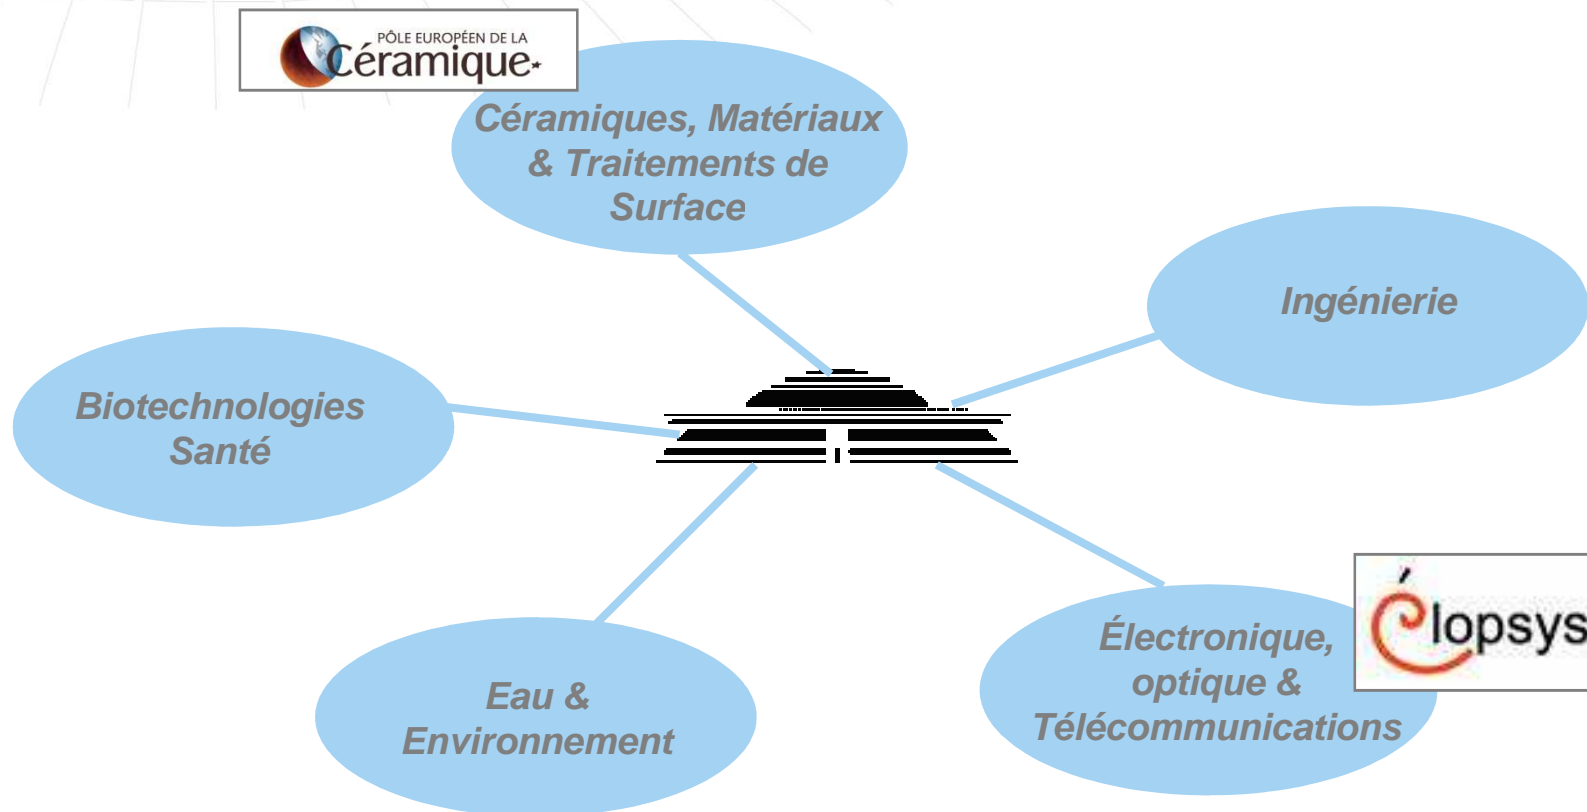 PÔLE EUROPÉEN DE LA
Céramique
Céramiques, Matériaux
& Traitements de
Surface
Ingénierie
Biotechnologies
Santé
Élopsys
Électronique,
optique &
Télécommunications
Eau &
Environnement